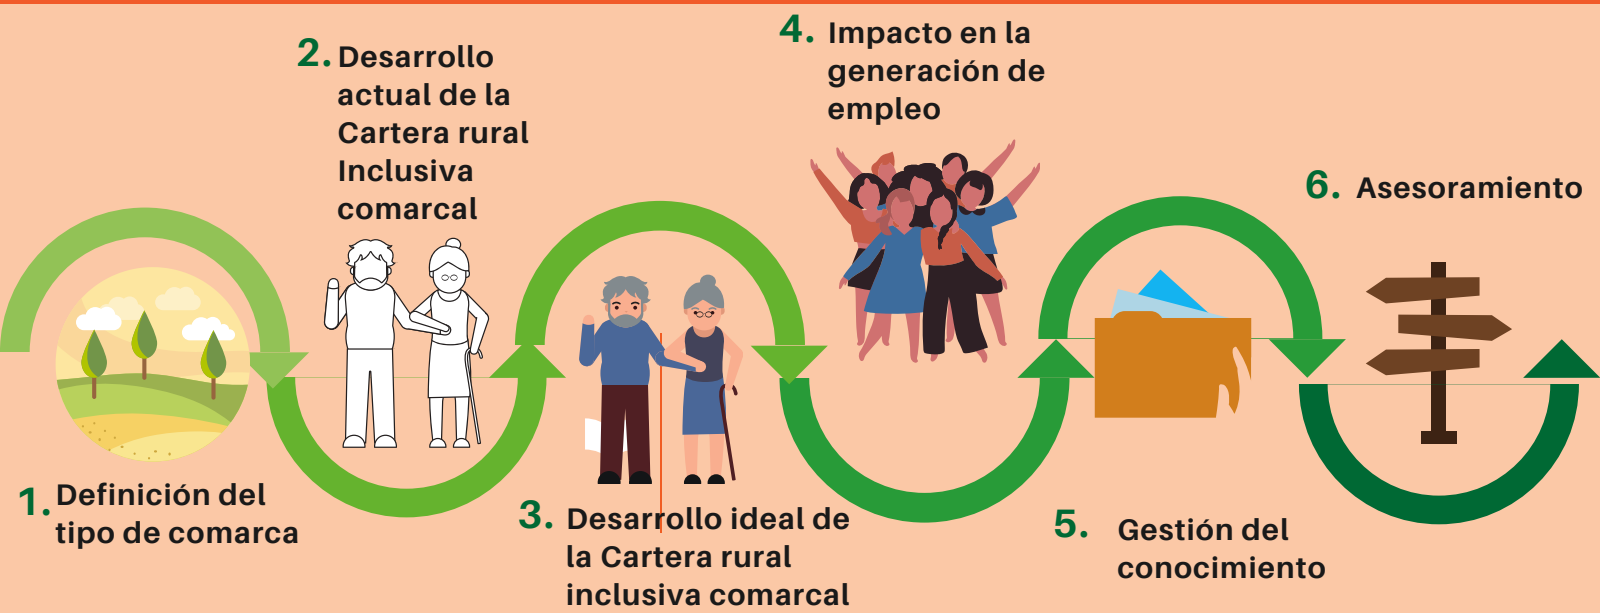 1. Definición del
tipo de comarca
2. Desarrollo
actual de la
Cartera rural
Inclusiva
comarcal
3. Desarrollo ideal de
la Cartera rural
inclusiva comarcal
4. Impacto en la
generación de
empleo
5. Gestión del
conocimiento
6. Asesoramiento